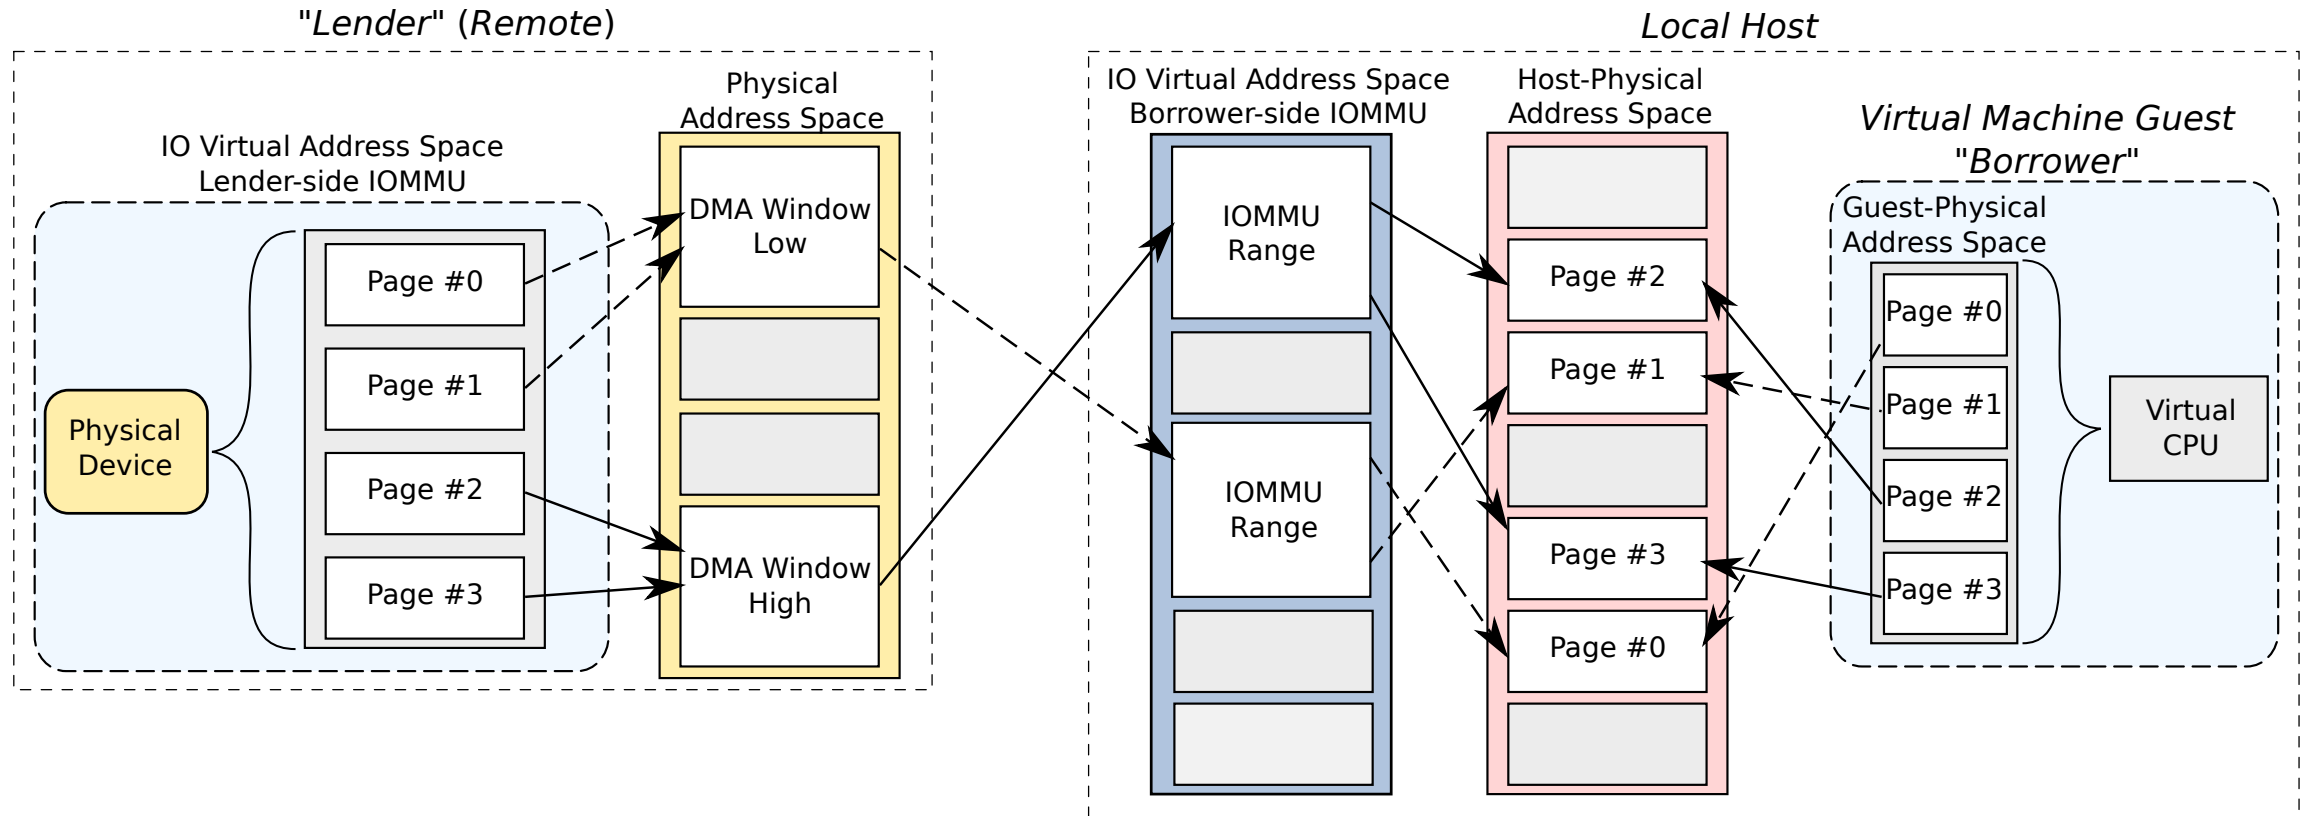 "Lender" (Remote)
Local Host
Physical
Address Space
IO Virtual Address Space
Lender-side IOMMU
Physical
Device
Page #0
Page #1
Page #2
Page #3
DMA Window
Low
DMA Window
High
IO Virtual Address Space
Borrower-side IOMMU
IOMMU
Range
IOMMU
Range
Host-Physical
Address Space
Page #2
Page #1
Page #3
Page #0
Virtual Machine Guest
"Borrower"
Guest-Physical
Address Space
Page #0
Page #1
Page #2
Page #3
Virtual
CPU